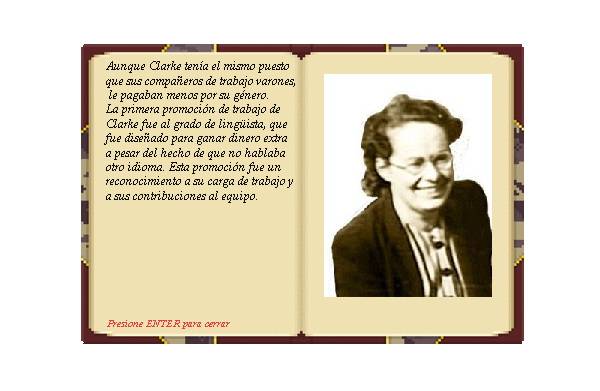 Aunque Clarke tenía el mismo puesto
que sus compañeros de trabajo varones,
le pagaban menos por su género.
La primera promoción de trabajo de
Clarke fue al grado de lingüista, que
fue diseñado para ganar dinero extra
a pesar del hecho de que no hablaba
otro idioma. Esta promoción fue un
reconocimiento a su carga de trabajo y
a sus contribuciones al equipo.
Presione ENTER para cerrar